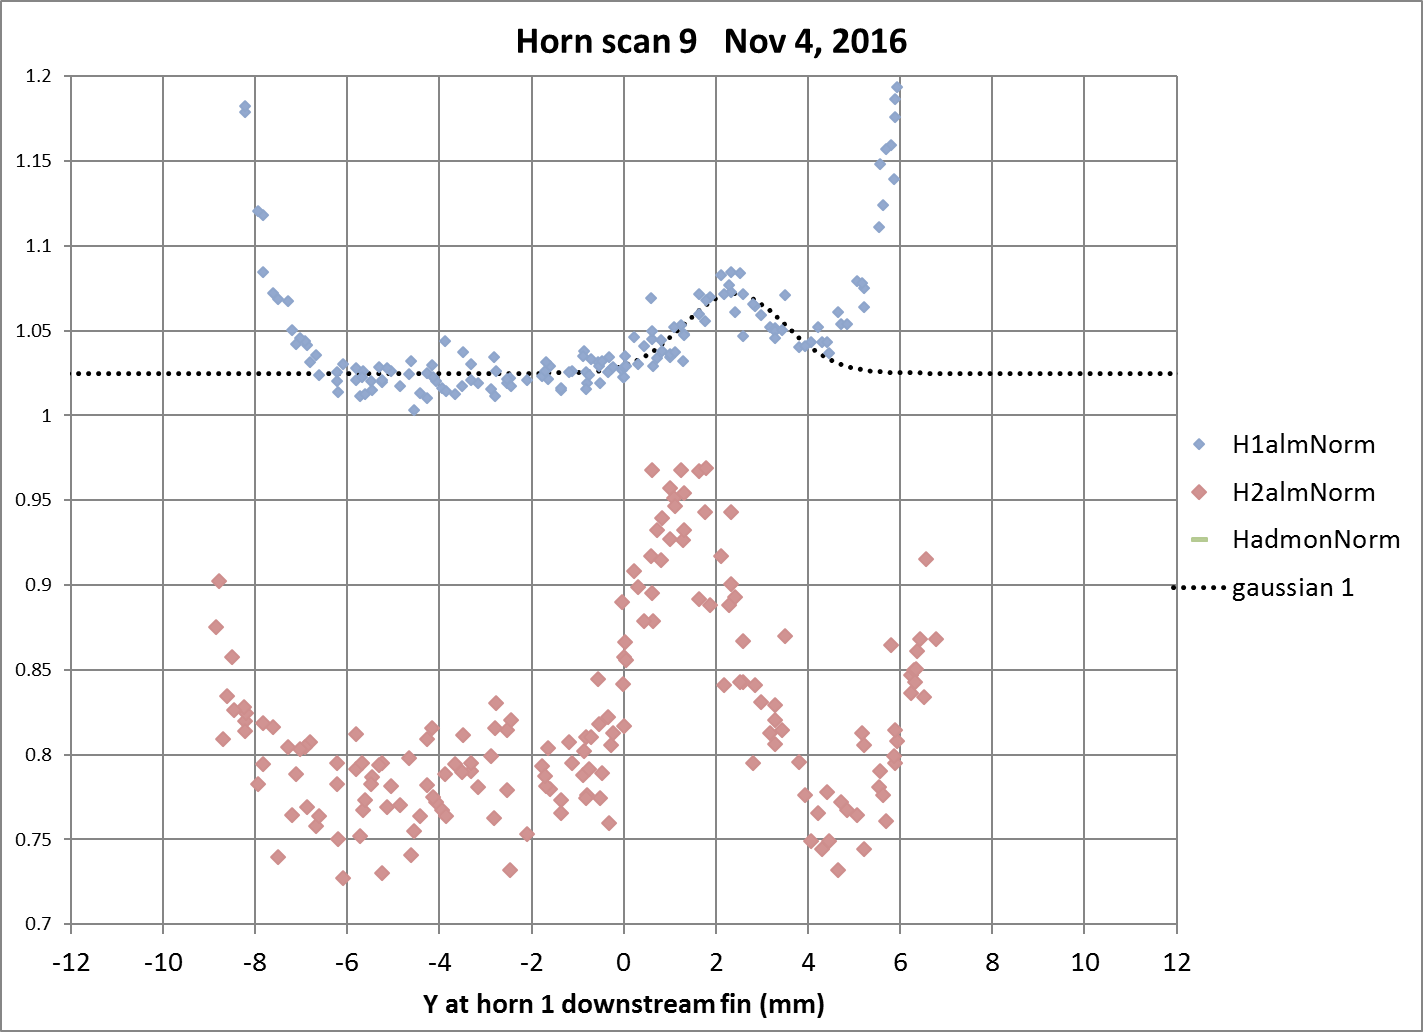 Horn scan 9   Nov 4, 2016
1.2
1.15
1.1
1.05
1
0.95
0.9
0.85
0.8
0.75
0.7
-12 -10 -8 -6 -4 -2 0 2 4 6 8 10 12
Y at horn 1 downstream fin (mm)
H1almNorm
H2almNorm
HadmonNorm
gaussian 1